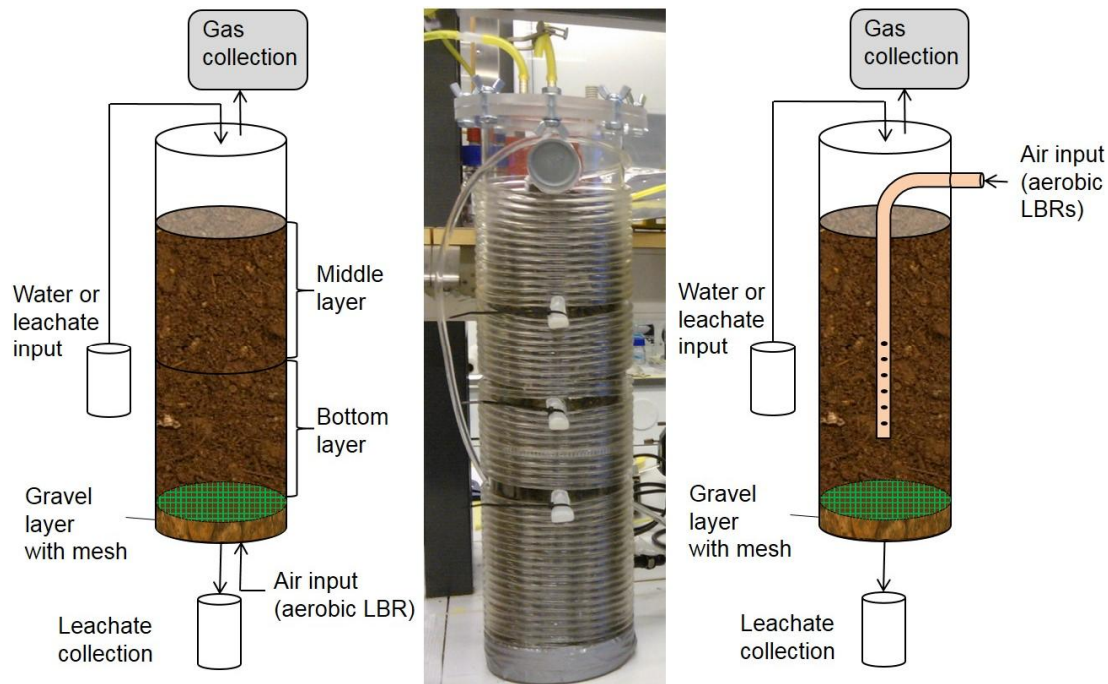 Gas
collection
Water or
leachate
input
Middle
layer
Bottom
layer
Gravel
layer
with mesh
Air input
(aerobic LBR)
Leachate
collection
Gas
collection
Air input
(aerobic
LBRs)
Water or
leachate
input
Gravel
layer
with mesh
Leachate
collection